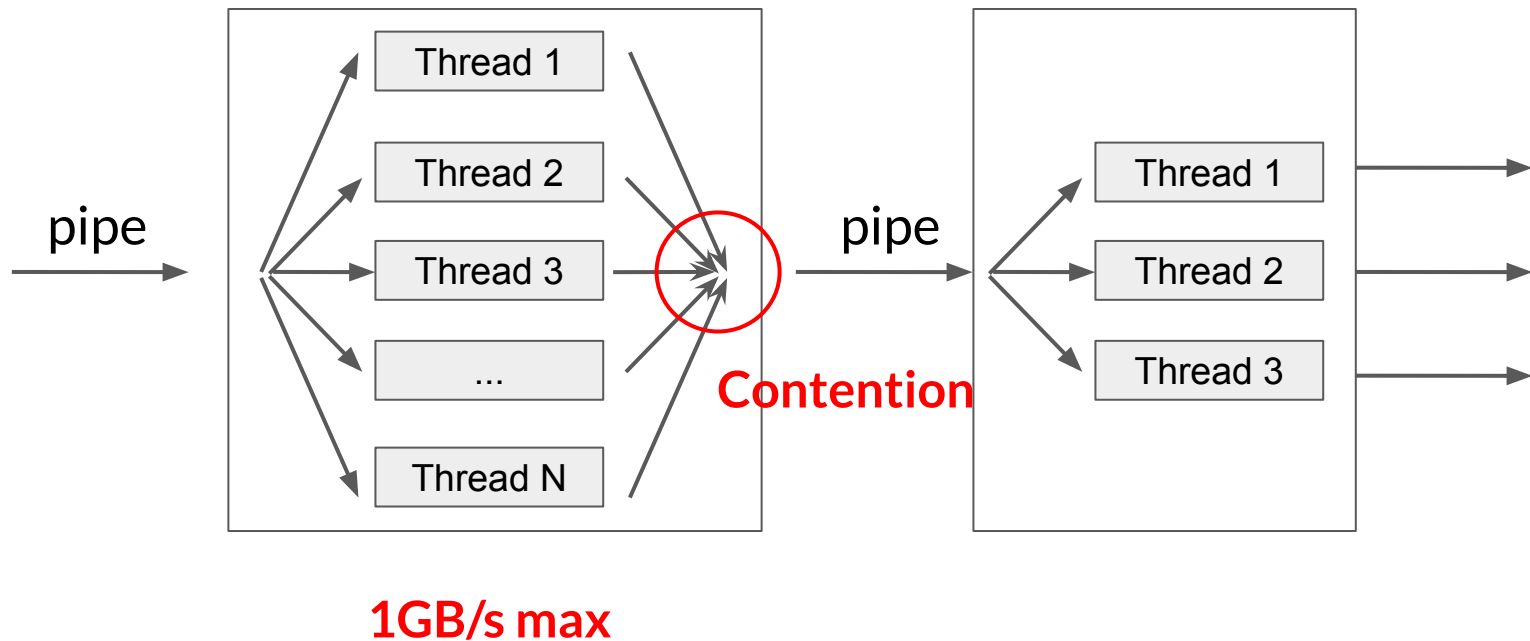 pipe
Thread 1
Thread 2
Thread 3
...
Thread N
Contention
pipe
Thread 1
Thread 2
Thread 3
1GB/s max